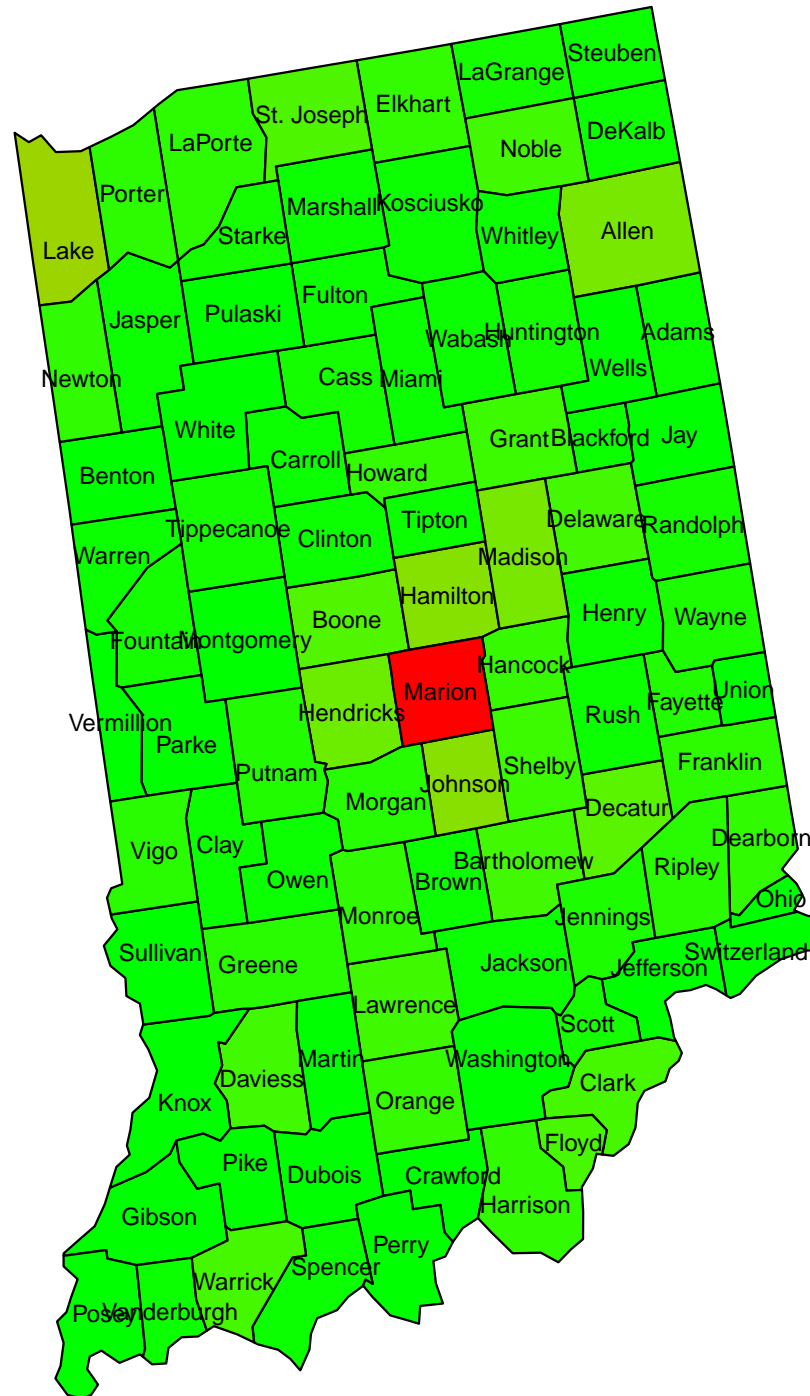 Steuben
LaGrange
Elkhart
St. Joseph
DeKalb
LaPorte
Noble
Porter
Kosciusko
Marshall
Allen
Starke
Whitley
Lake
Fulton
Pulaski
Jasper
Adams
Huntington
Wabash
Wells
Cass
Miami
Newton
White
Jay
Blackford
Grant
Carroll
Howard
Benton
Delaware
Tipton
Randolph
Tippecanoe
Clinton
Warren
Madison
Hamilton
Henry
Wayne
Boone
Fountain
Montgomery
Hancock
Union
Marion
Fayette
Hendricks
Rush
Vermillion
Parke
Franklin
Shelby
Putnam
Johnson
Morgan
Decatur
Dearborn
Clay
Vigo
Bartholomew
Ripley
Owen
Brown
Ohio
Monroe
Jennings
Switzerland
Sullivan
Jackson
Greene
Jefferson
Lawrence
Scott
Martin
Washington
Daviess
Clark
Orange
Knox
Floyd
Pike
Dubois
Crawford
Harrison
Gibson
Perry
Spencer
Warrick
Posey
Vanderburgh